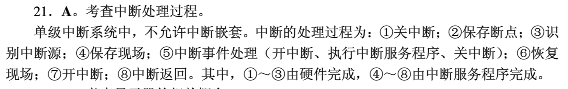 21. A。考查中断处理过程。
单级中断系统中，不允许中断嵌套。中断的处理过程为：①关中断；②保存断点；③识
别中断源；④保存现场；⑤中断事件处理（开中断、执行中断服务程序、关中断）；⑥恢复
现场；⑦开中断；⑧中断返回。其中，①～③由硬件完成，④～⑧由中断服务程序完成。